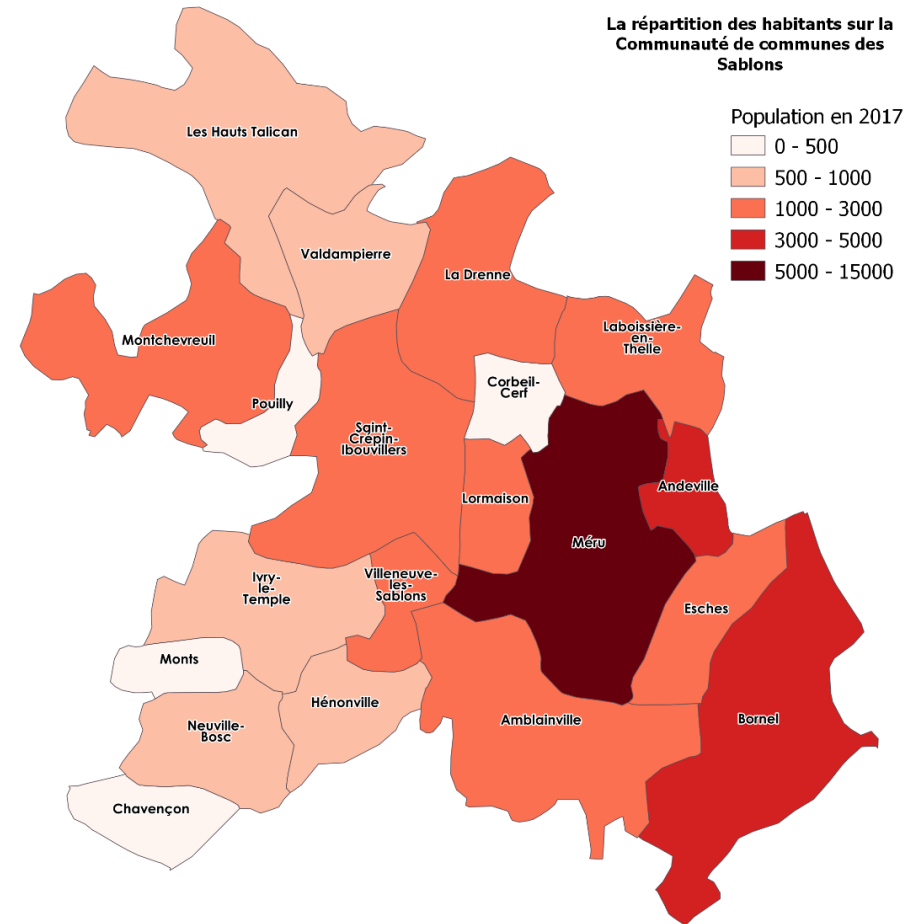 La répartition des habitants sur la
Communauté de communes des
Sablons
Population en 2017
0 - 500
500 - 1000
1000 - 3000
3000 - 5000
5000 - 15000
Les Hauts Talican
Valdampierre
La Drenne
Montchevreuil
Laboissière-
en-
Thelle
Corbeil-
Cerf
Pouilly
Saint-
Crépin-
Ibouvillers
Lormaison
Andeville
Méru
Ivry-
le-
Temple
Villeneuve-
les-
Sablons
Esches
Monts
Hénonville
Neuville-
Bosc
Amblainville
Bornel
Chavençon